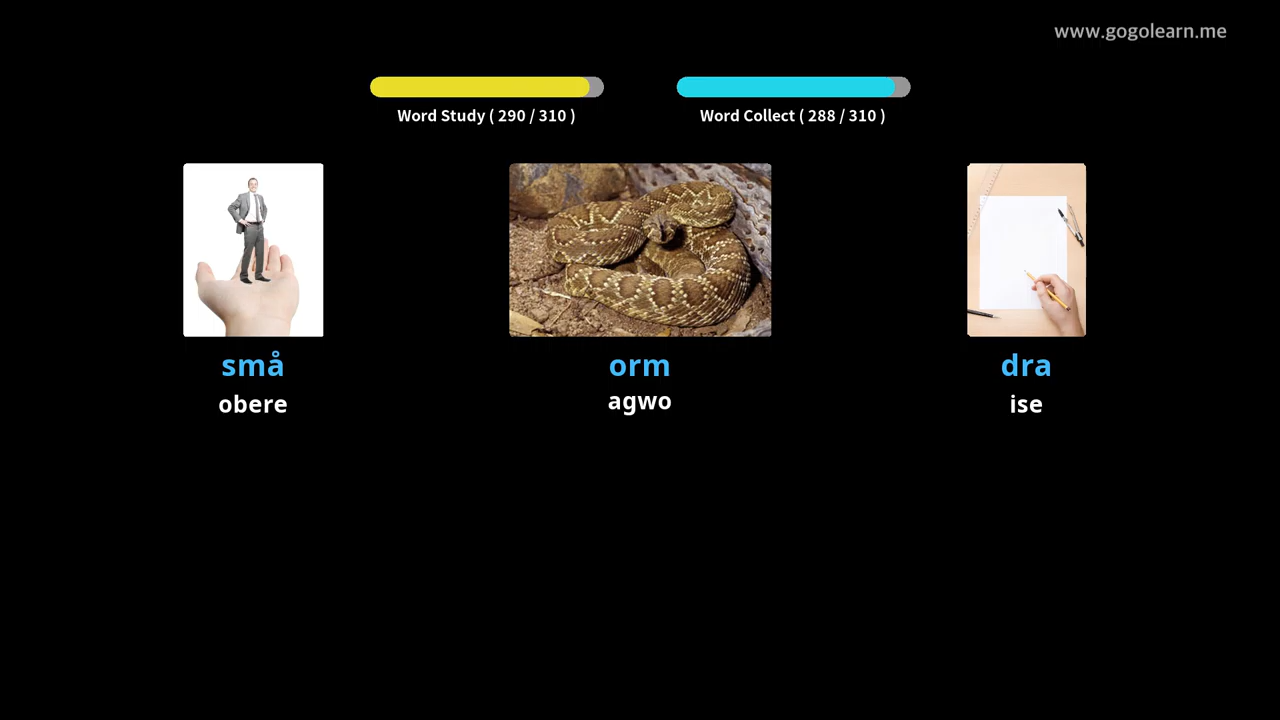 www.gogolearn.me
Word Study ( 290 / 310 )
Word Collect ( 288 / 310 )
små
orm
dra
obere
agwo
ise